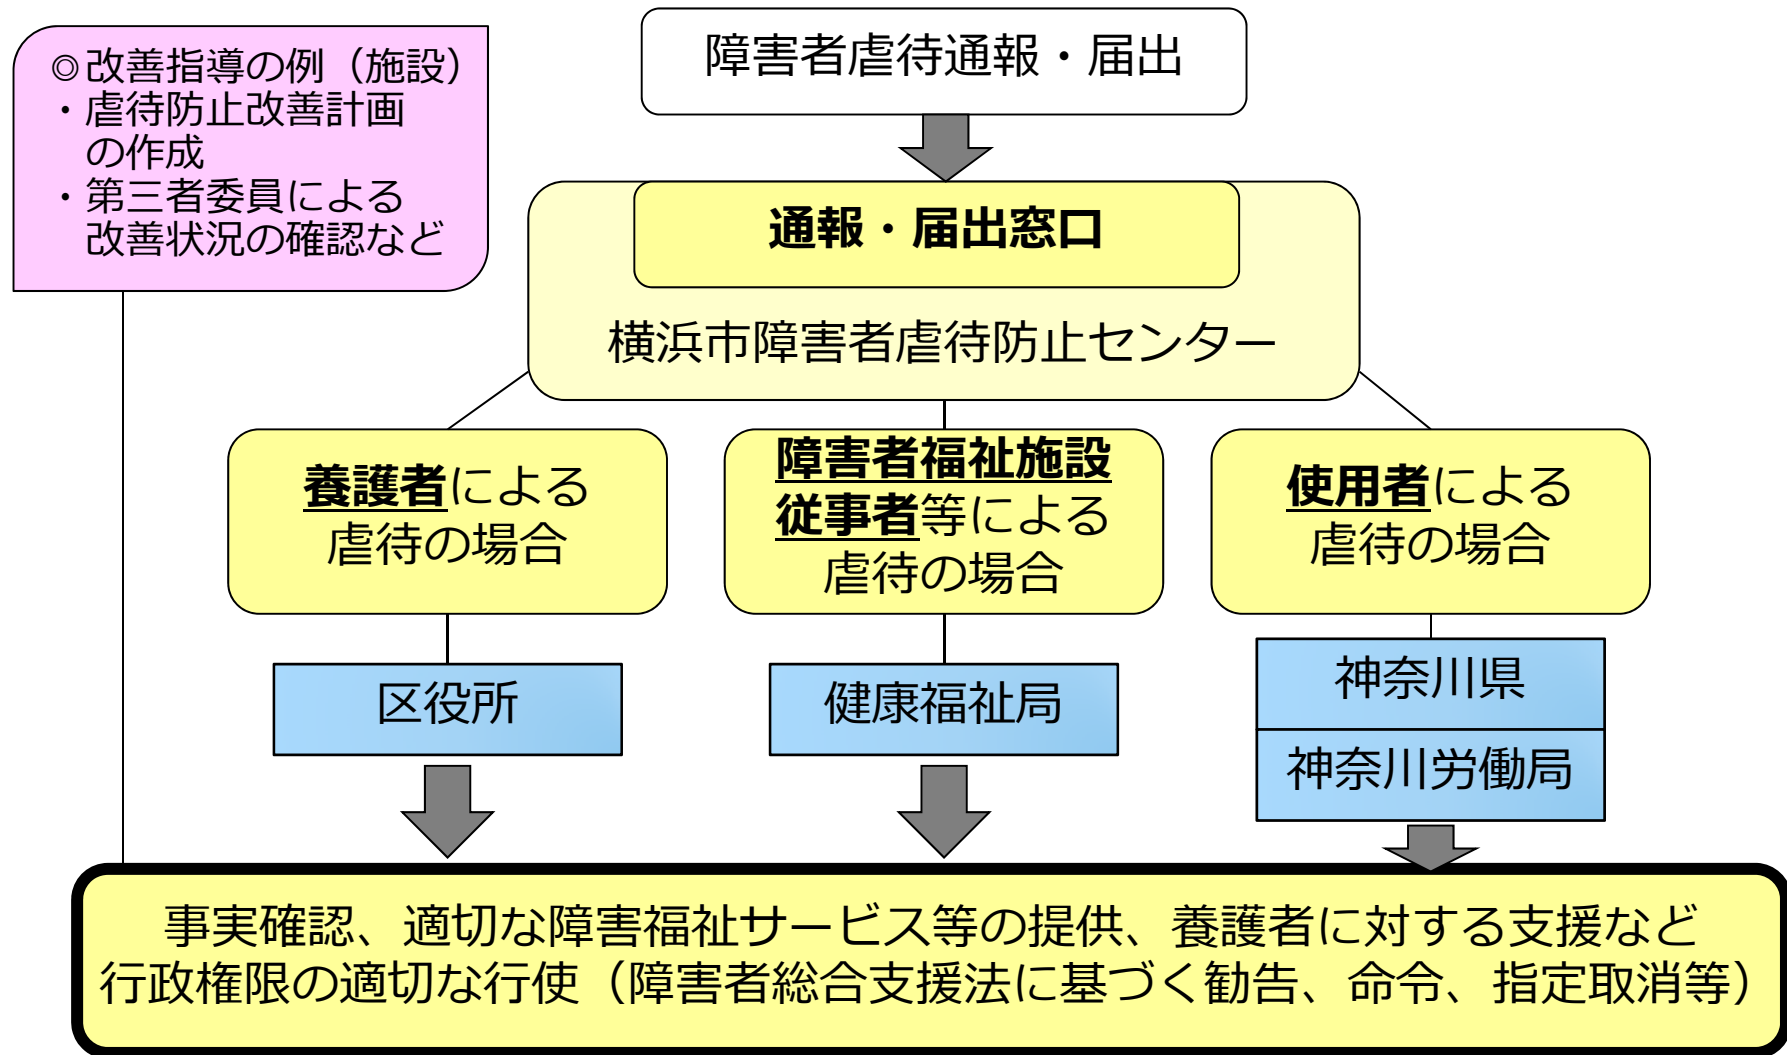 ◎改善指導の例（施設）
・虐待防止改善計画
の作成
・第三者委員による
改善状況の確認など
障害者虐待通報・届出
通報・届出窓口
横浜市障害者虐待防止センター
養護者による
虐待の場合
障害者福祉施設
従事者等による
虐待の場合
使用者による
虐待の場合
区役所
健康福祉局
神奈川県
神奈川労働局
事実確認、適切な障害福祉サービス等の提供、養護者に対する支援など
行政権限の適切な行使（障害者総合支援法に基づく勧告、命令、指定取消等）